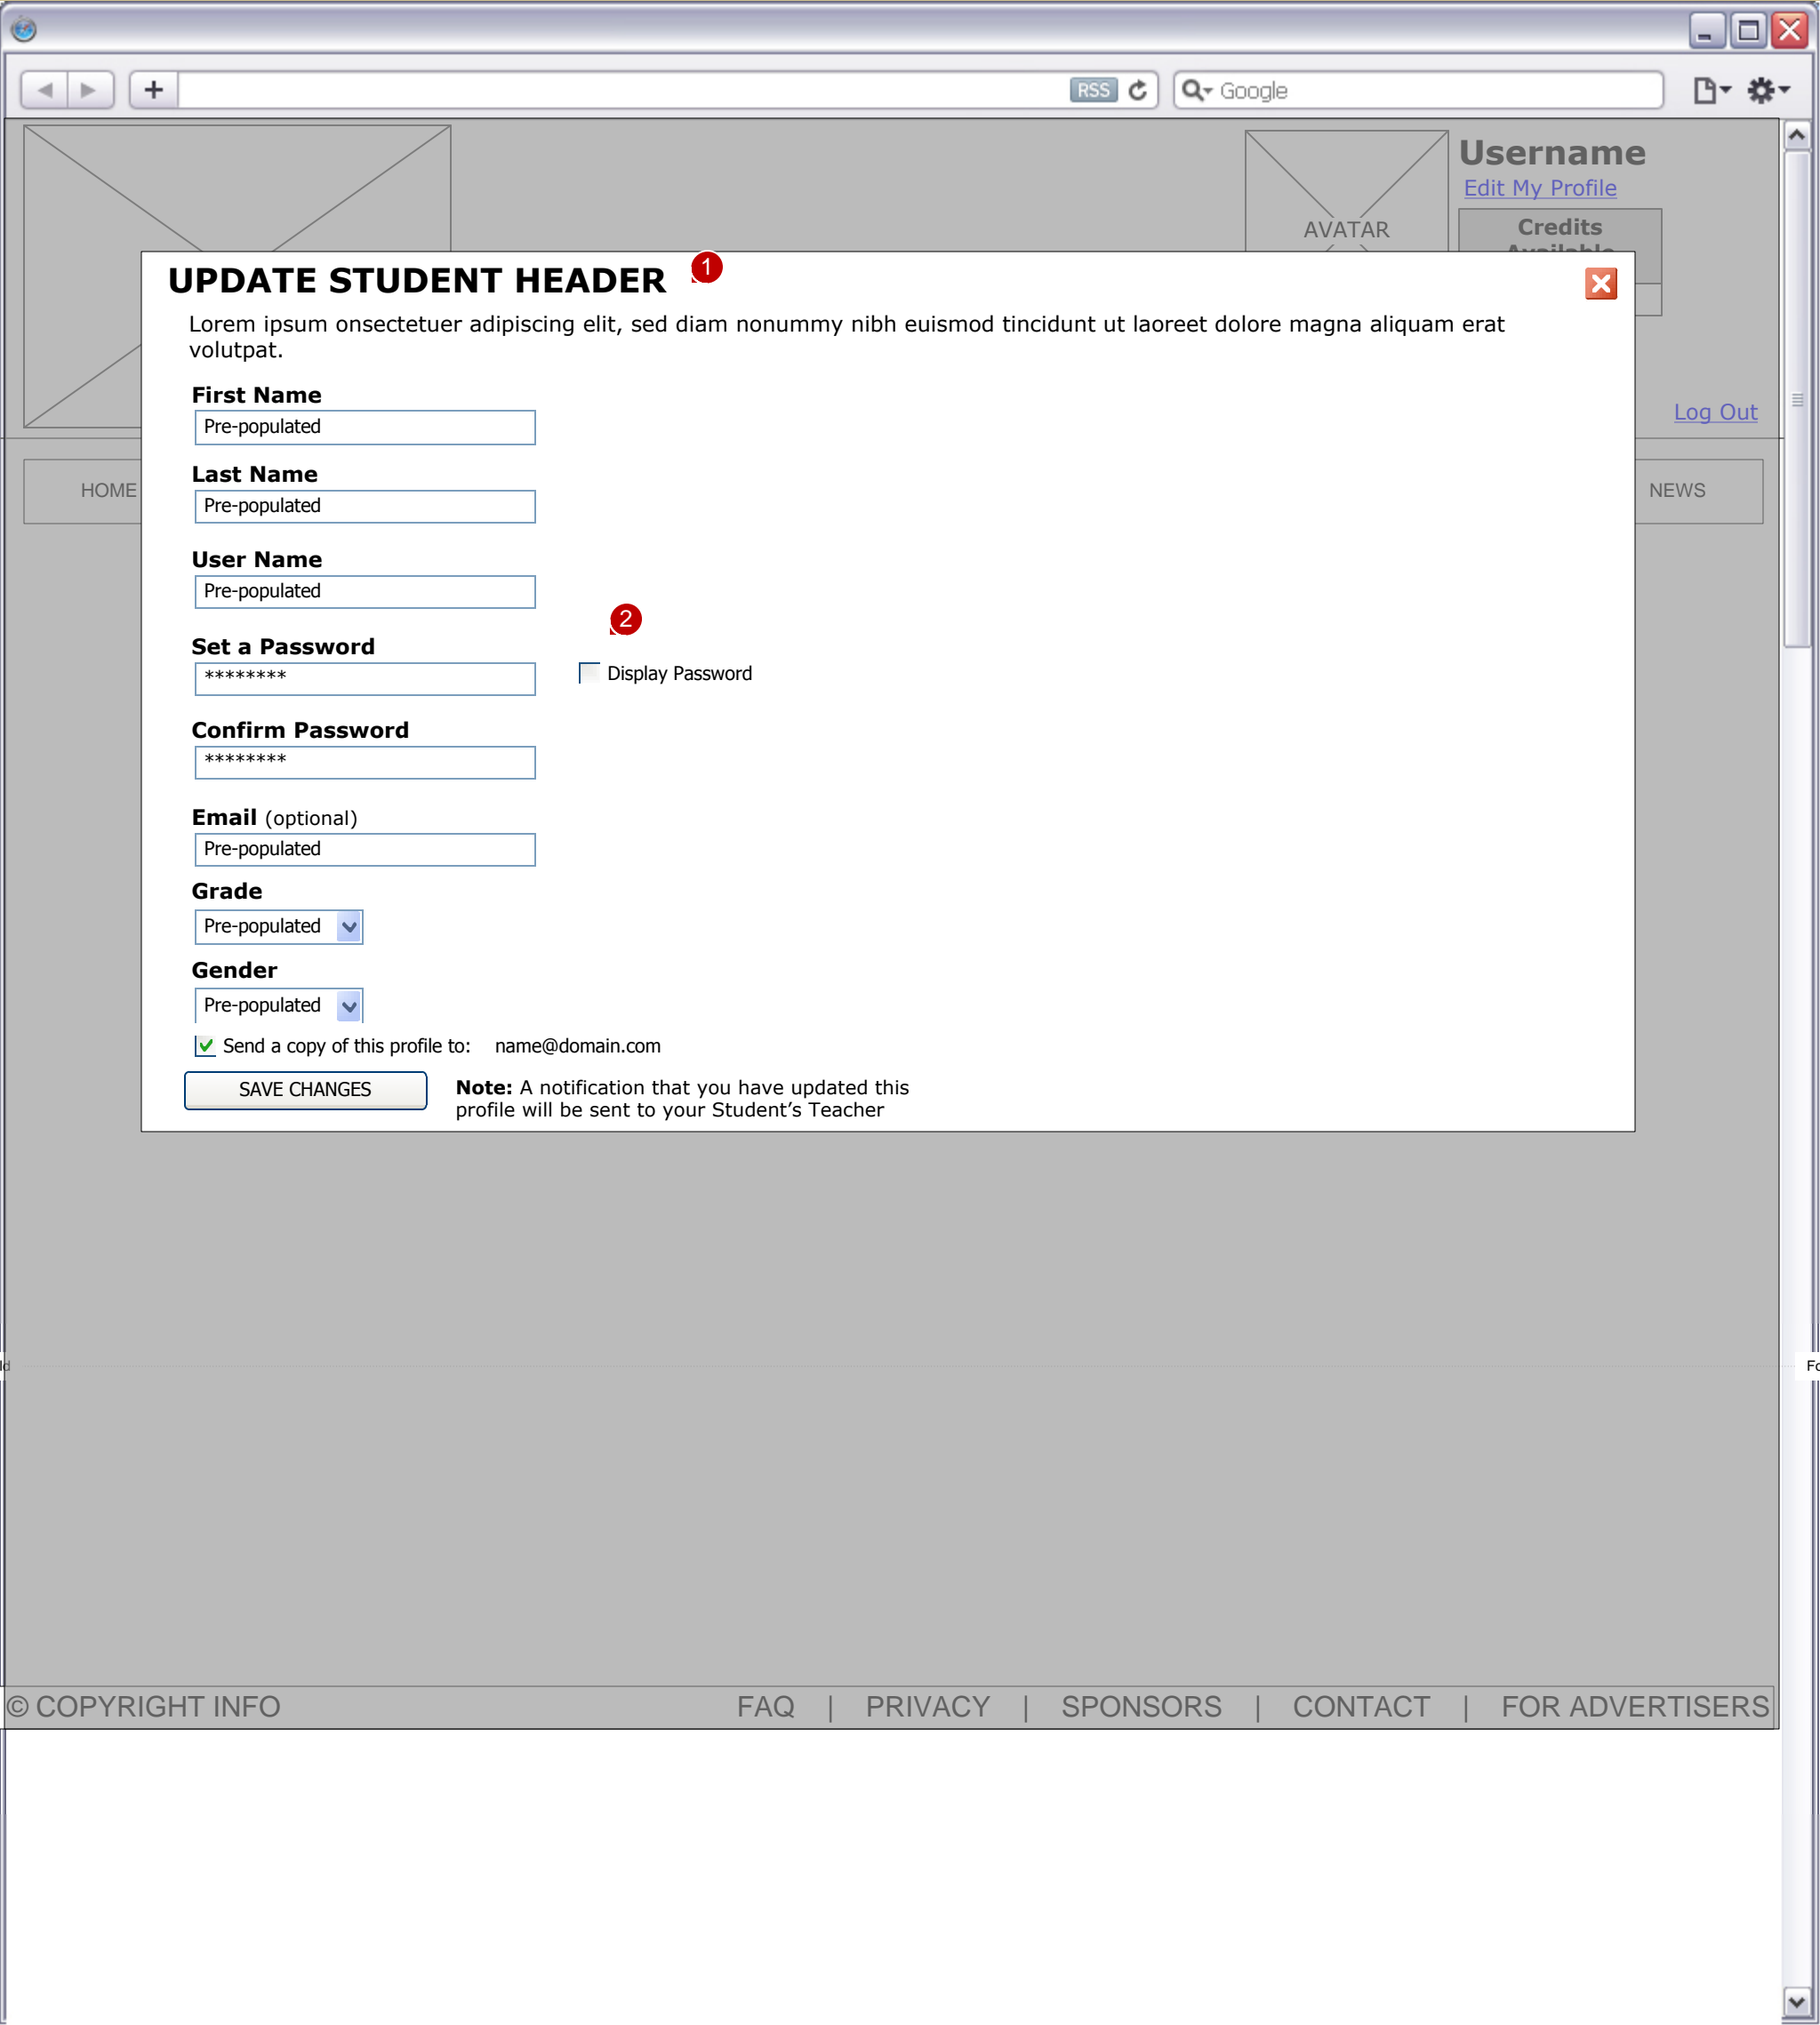 RSS
Google
Username
Edit My Profile
AVATAR
Credits
Available
UPDATE STUDENT HEADER
1
Lorem ipsum onsectetuer adipiscing elit, sed diam nonummy nibh euismod tincidunt ut laoreet dolore magna aliquam erat
volutpat.
First Name
Pre-populated
Log Out
Last Name
HOME
NEWS
Pre-populated
User Name
Pre-populated
2
Set a Password
********
Display Password
Confirm Password
********
Email (optional)
Pre-populated
Grade
Pre-populated
Gender
Pre-populated
Send a copy of this profile to: name@domain.com
SAVE CHANGES
Note: A notification that you have updated this
profile will be sent to your Student’s Teacher
© COPYRIGHT INFO
FAQ | PRIVACY | SPONSORS | CONTACT | FOR ADVERTISERS